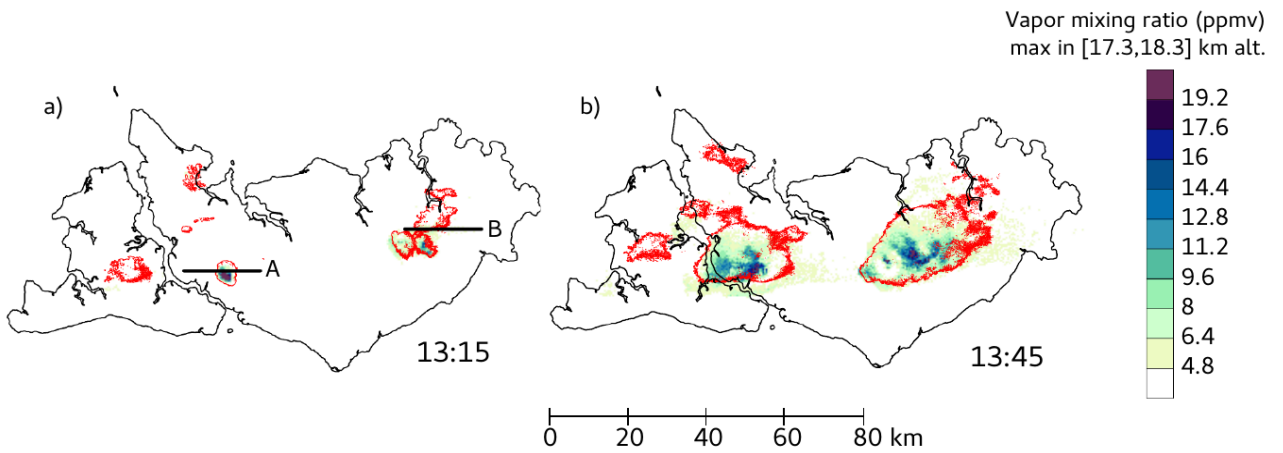 Vapor mixing ratio (ppmv)
max in [17.3,18.3] km alt.
a)
b)
A
B
13:15
13:45
19.2
17.6
16
14.4
12.8
11.2
9.6
8
6.4
4.8
0 20 40 60 80 km